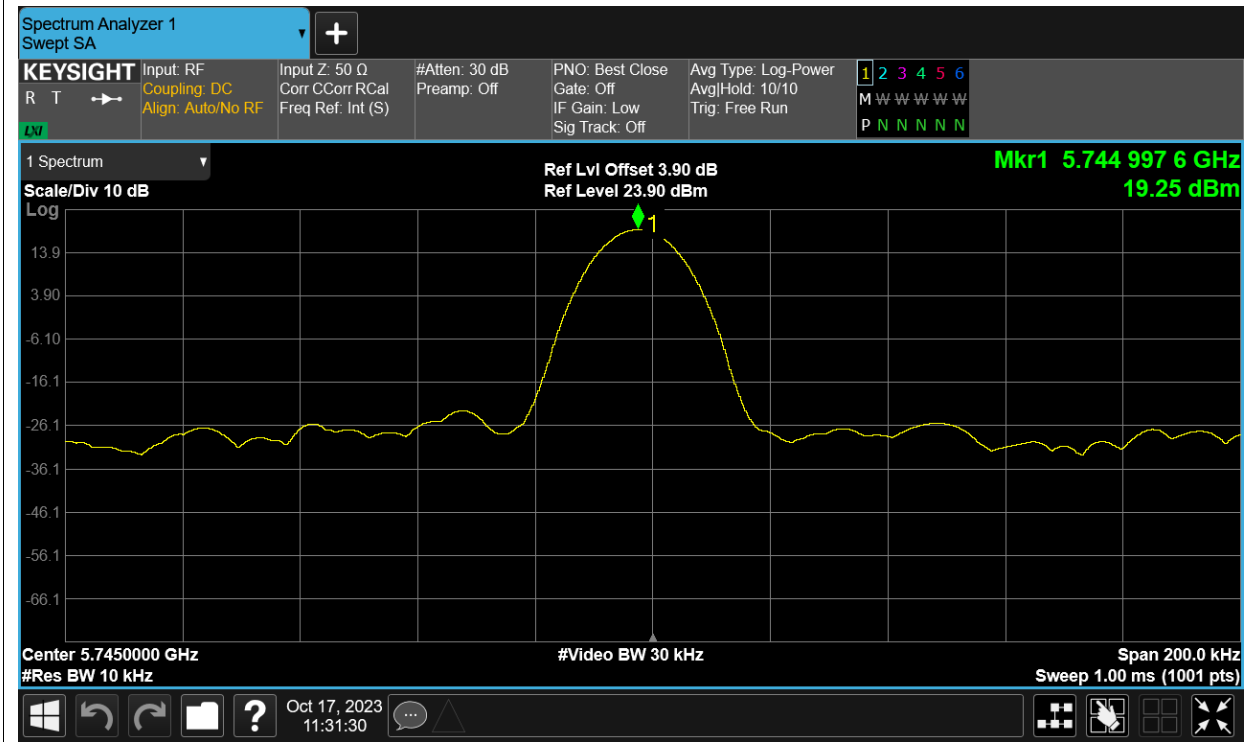 Spectrum Analyzer 1
Swept SA
KEYSIGHT
R T
LXI
Input: RF
Coupling: DC
Align: Auto/No RF
Input Z: 50 Ω
Corr CCorr RCal
Freq Ref: Int (S)
#Atten: 30 dB
Preamp: Off
PNO: Best Close
Gate: Off
IF Gain: Low
Sig Track: Off
Avg Type: Log-Power
Avg|Hold: 10/10
Trig: Free Run
1 2 3 4 5 6
M W W W W W W
P N N N N N N
1 Spectrum
Scale/Div 10 dB
Ref Lvl Offset 3.90 dB
Ref Level 23.90 dBm
Mkr1 5.744 997 6 GHz
19.25 dBm
Log
1
13.9
3.90
-6.10
-16.1
-26.1
-36.1
-46.1
-56.1
-66.1
Center 5.7450000 GHz
#Video BW 30 kHz
Span 200.0 kHz
#Res BW 10 kHz
Sweep 1.00 ms (1001 pts)
?
Oct 17, 2023
11:31:30